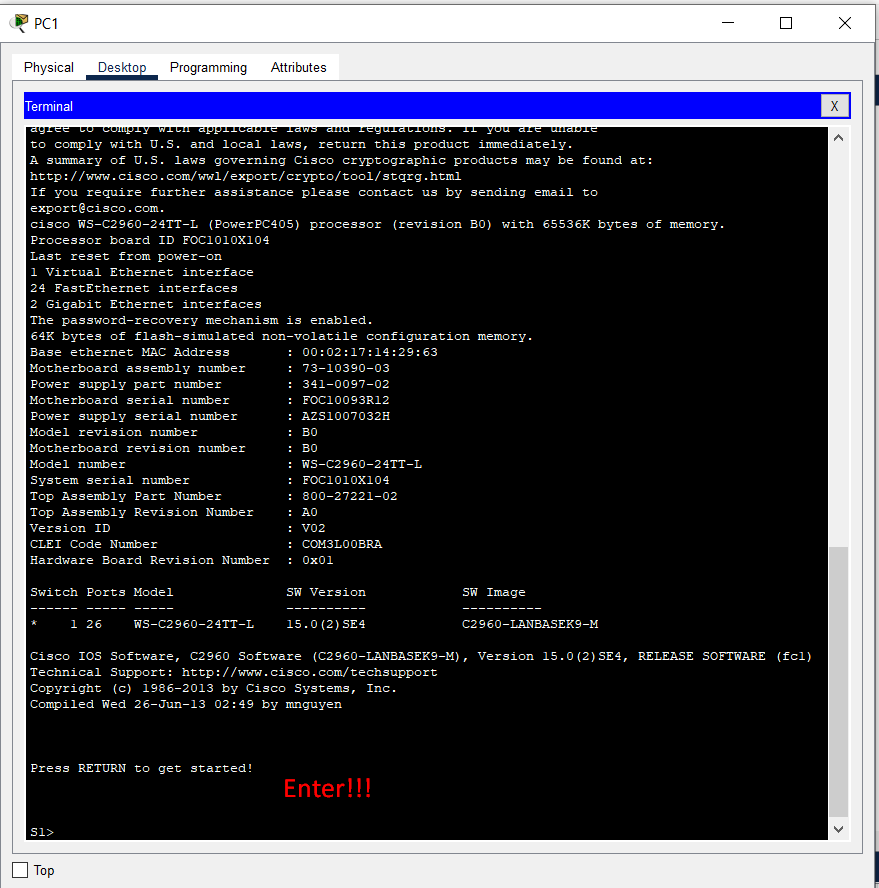 PC1
Physical Desktop Programming Attributes
Terminal X
agree to comply with applicable laws and regulations. If you are unable
to comply with U.S. and local laws, return this product immediately.
A summary of U.S. laws governing Cisco cryptographic products may be found at:
http://www.cisco.com/wwl/export/crypto/tool/stqrg.html
If you require further assistance please contact us by sending email to
export@cisco.com.
cisco WS-C2960-24TT-L (PowerPC405) processor (revision B0) with 65536K bytes of memory.
Processor board ID FOC1010X104
Last reset from power-on
1 Virtual Ethernet interface
24 FastEthernet interfaces
2 Gigabit Ethernet interfaces
The password-recovery mechanism is enabled.
64K bytes of flash-simulated non-volatile configuration memory.
Base ethernet MAC Address : 00:02:17:14:29:63
Motherboard assembly number : 73-10390-03
Power supply part number : 341-0097-02
Motherboard serial number : FOC10093R12
Power supply serial number : AZS1007032H
Model revision number : B0
Motherboard revision number : B0
Model number : WS-C2960-24TT-L
System serial number : FOC1010X104
Top Assembly Part Number : 800-27221-02
Top Assembly Revision Number : A0
Version ID : V02
CLEI Code Number : COM3L00BRA
Hardware Board Revision Number : 0x01
Switch Ports Model SW Version SW Image
------ ----- ----- ---------- ----------
* 1 26 WS-C2960-24TT-L 15.0(2)SE4 C2960-LANBASEK9-M
Cisco IOS Software, C2960 Software (C2960-LANBASEK9-M), Version 15.0(2)SE4, RELEASE SOFTWARE (fc1)
Technical Support: http://www.cisco.com/techsupport
Copyright (c) 1986-2013 by Cisco Systems, Inc.
Compiled Wed 26-Jun-13 02:49 by mnguyen
Press RETURN to get started!
Enter!!!
S1>
Top